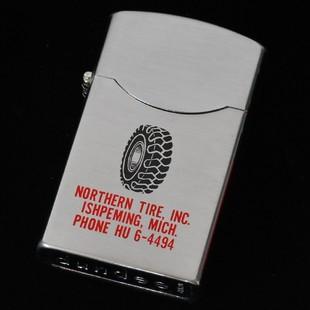 NORTHERN TIRE, INC.
ISHPEMING, MICH.
PHONE HU 6-4494